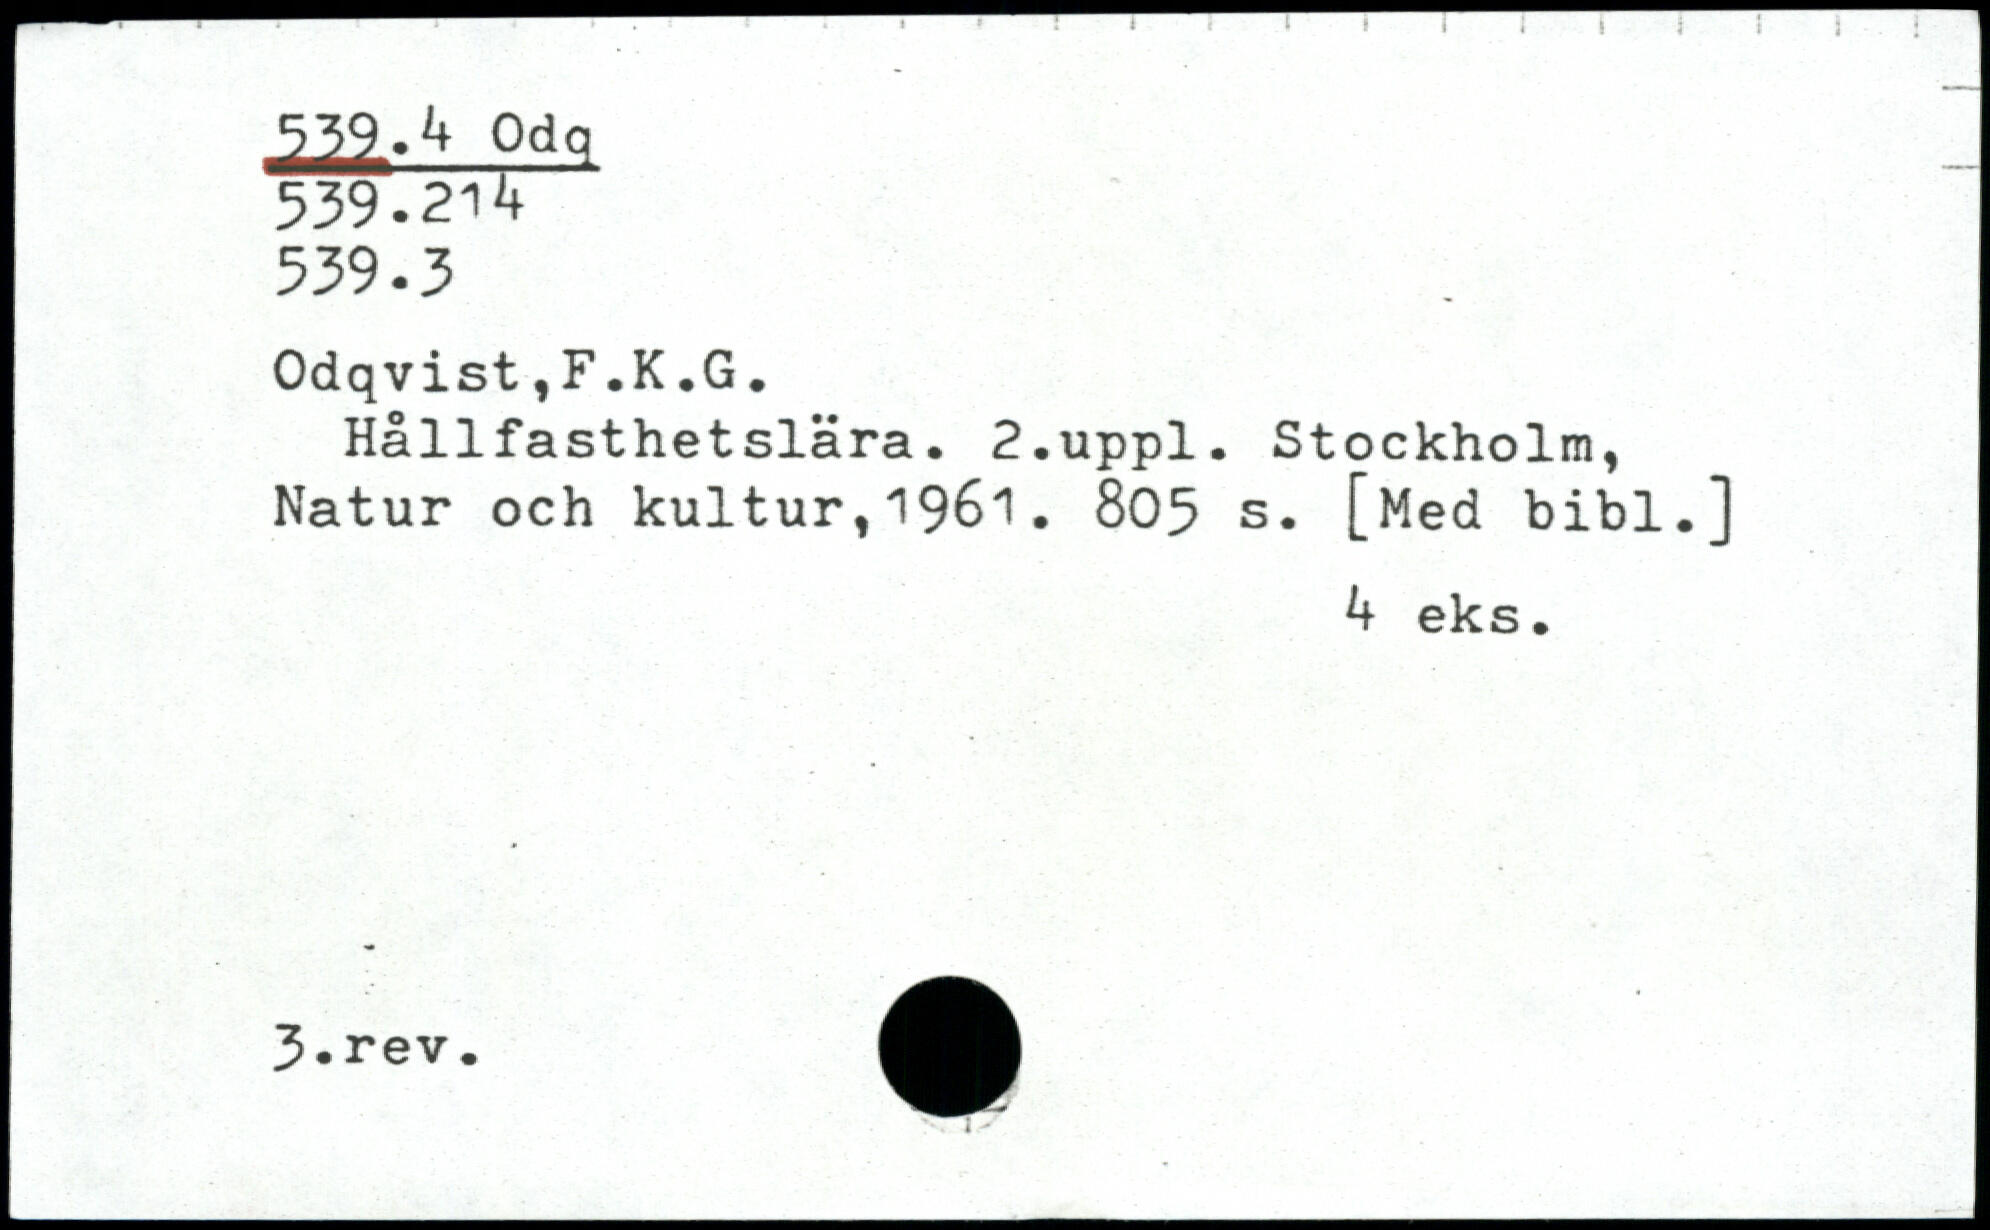 539.4 Odq
539.214
539.3
Odqvist,F.K.G.
Hållfasthetslära. 2.uppl. Stockholm,
Natur och kultur,1961. 805 s. [Med bibl.]
4 eks.
3.rev.